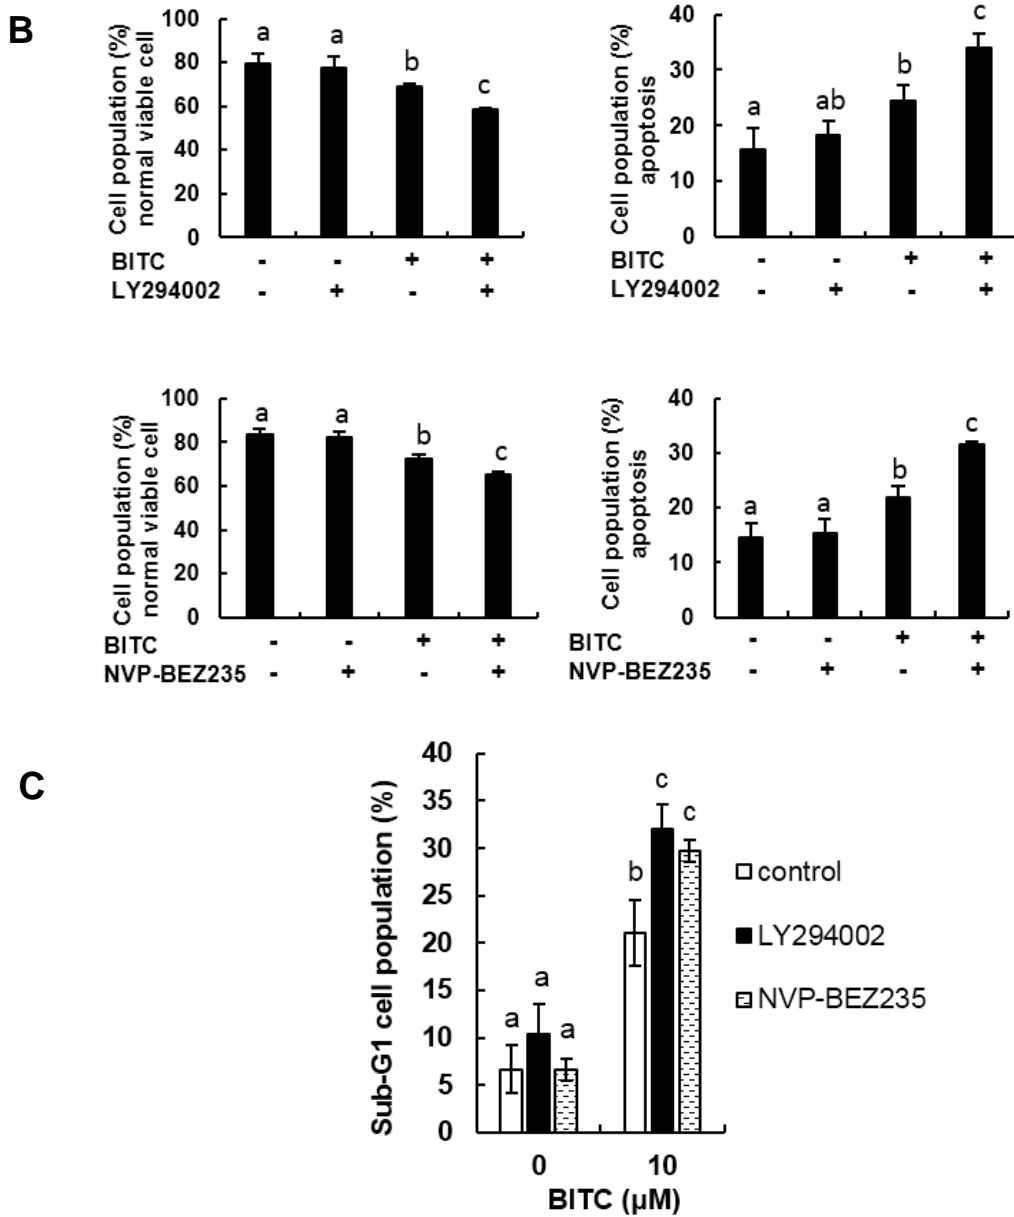 B
Cell population (%)
normal viable cell
100
80
60
40
20
0
a
a
b
c
BITC - - + +
LY294002 - + - +
Cell population (%)
apoptosis
40
30
20
10
0
a
ab
b
c
BITC - - + +
LY294002 - + - +
Cell population (%)
normal viable cell
100
80
60
40
20
0
a
a
b
c
BITC - - + +
NVP-BEZ235 - + - +
Cell population (%)
apoptosis
40
30
20
10
0
a
a
b
c
BITC - - + +
NVP-BEZ235 - + - +
C
Sub-G1 cell population (%)
40
35
30
25
20
15
10
5
0
a
a
a
b
c
c
0
10
BITC (μM)
control
LY294002
NVP-BEZ235